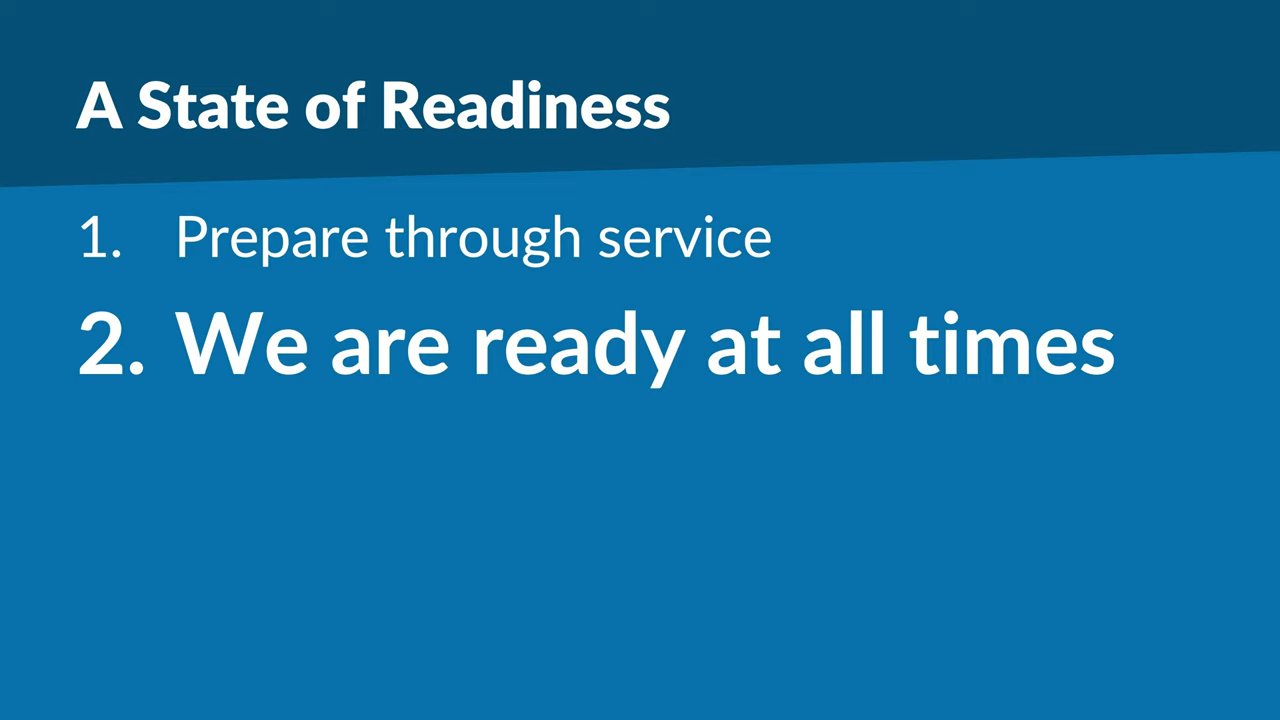 A State of Readiness
1. Prepare through service
2. We are ready at all times